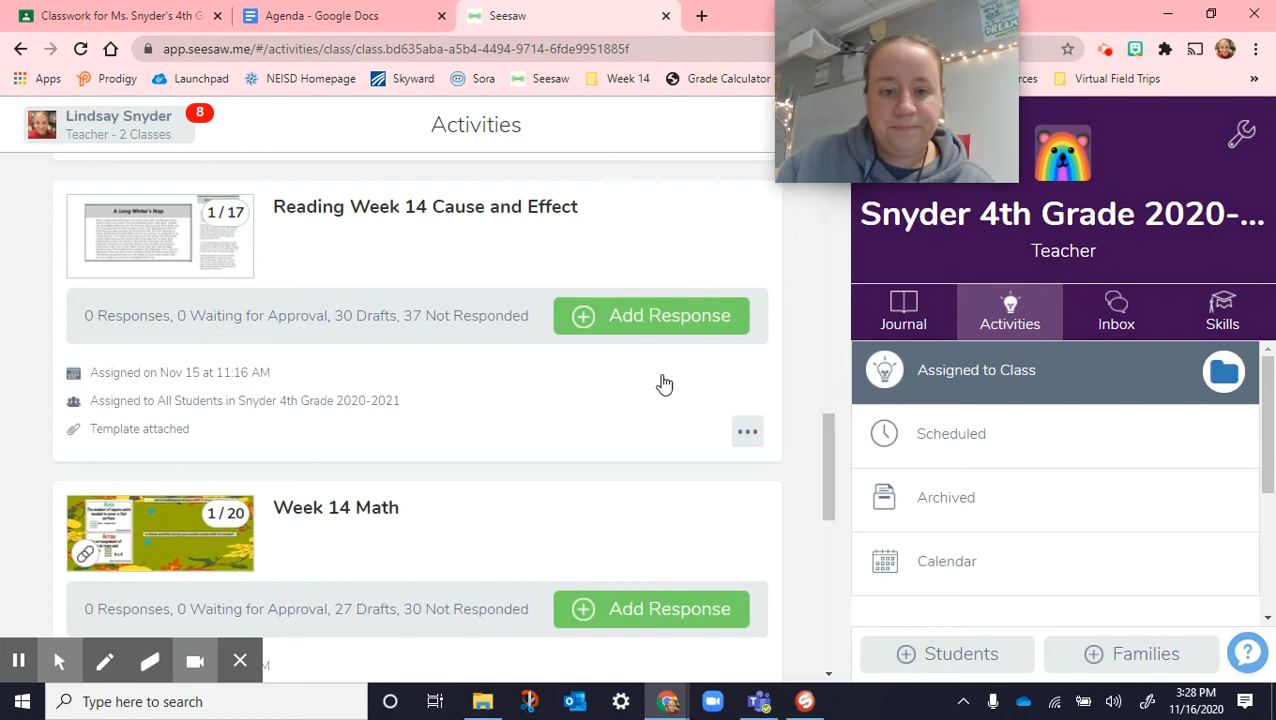 Classwork for Ms. Snyder's 4th G
Agenda - Google Docs
Seesaw
app.seesaw.me/#/activities/class/class.bd635aba-a5b4-4494-9714-6fde9951885f
Apps
Prodigy
Launchpad
NEISD Homepage
Skyward
Sora
Seesaw
Week 14
Grade Calculator
Virtual Field Trips
DREAM
Lindsay Snyder
8
Teacher - 2 Classes
Activities
A Long Winter's Nap
1 / 17
Reading Week 14 Cause and Effect
0 Responses, 0 Waiting for Approval, 30 Drafts, 37 Not Responded
Add Response
Assigned on Nov 15 at 11:16 AM
Assigned to All Students in Snyder 4th Grade 2020-2021
Template attached
1 / 20
Week 14 Math
0 Responses, 0 Waiting for Approval, 27 Drafts, 30 Not Responded
Add Response
Snyder 4th Grade 2020-...
Teacher
Journal
Activities
Inbox
Skills
Assigned to Class
Scheduled
Archived
Calendar
Students
Families
?
Type here to search
3:28 PM
11/16/2020